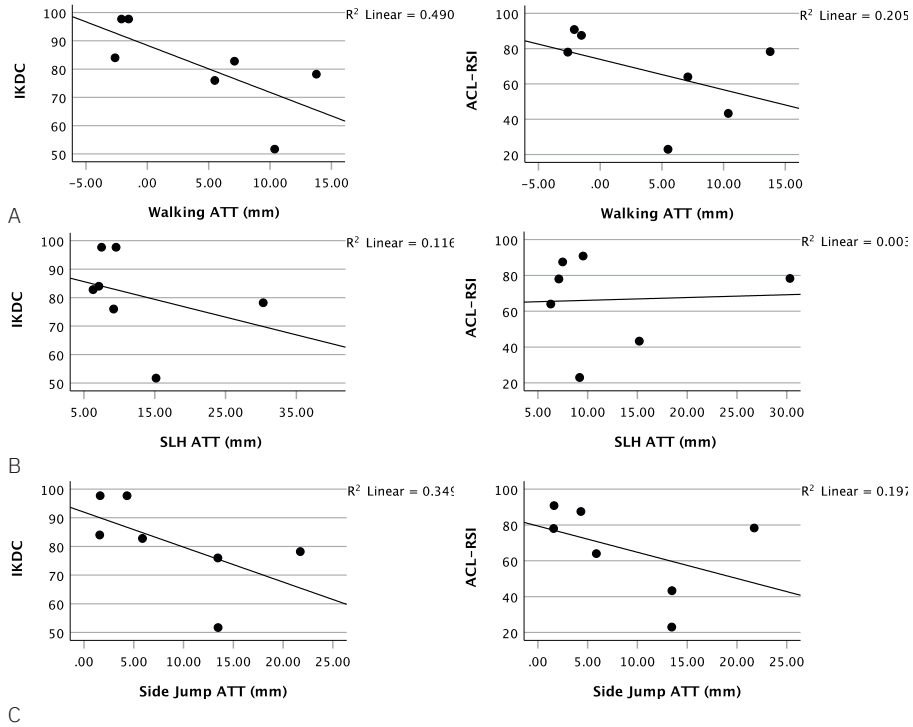 R² Linear = 0.490
100
90
80
70
60
50
IKDC
-5.00 .00 5.00 10.00 15.00
Walking ATT (mm)
R² Linear = 0.205
100
80
60
40
20
ACL-RSI
-5.00 .00 5.00 10.00 15.00
Walking ATT (mm)
A
R² Linear = 0.116
100
90
80
70
60
50
IKDC
5.00 15.00 25.00 35.00
SLH ATT (mm)
R² Linear = 0.003
100
80
60
40
20
ACL-RSI
5.00 10.00 15.00 20.00 25.00 30.00
SLH ATT (mm)
B
R² Linear = 0.349
100
90
80
70
60
50
IKDC
.00 5.00 10.00 15.00 20.00 25.00
Side Jump ATT (mm)
R² Linear = 0.197
100
80
60
40
20
ACL-RSI
.00 5.00 10.00 15.00 20.00 25.00
Side Jump ATT (mm)
C